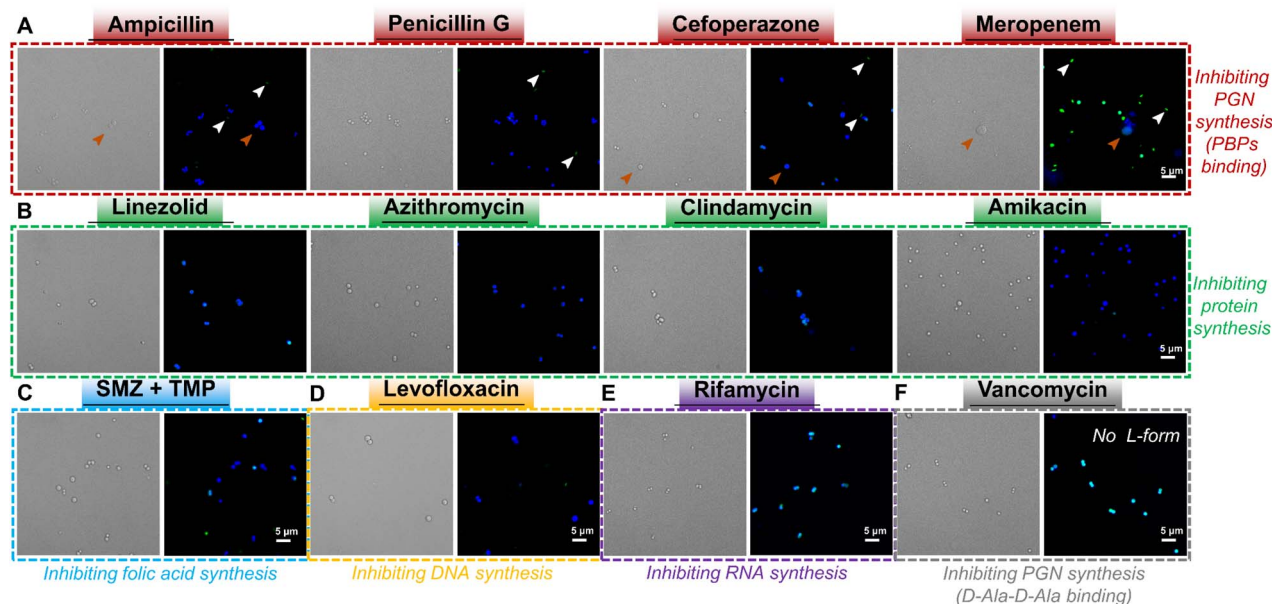 A
Ampicillin
Penicillin G
Cefoperazone
Meropenem
Inhibiting
PGN
synthesis
(PBPs
binding)
5 μm
B
Linezolid
Azithromycin
Clindamycin
Amikacin
Inhibiting
protein
synthesis
5 μm
C
SMZ + TMP
D
Levofloxacin
E
Rifamycin
F
Vancomycin
No L-form
5 μm
5 μm
5 μm
5 μm
Inhibiting folic acid synthesis
Inhibiting DNA synthesis
Inhibiting RNA synthesis
Inhibiting PGN synthesis
(D-Ala-D-Ala binding)